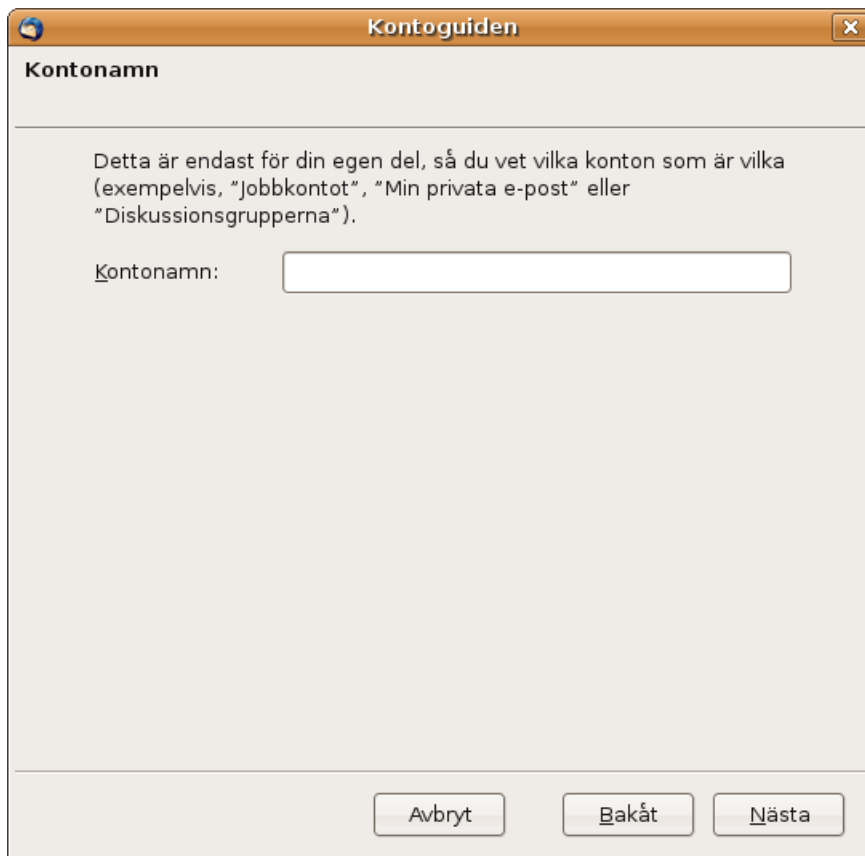 Kontoguiden
Kontonamn
Detta är endast för din egen del, så du vet vilka konton som är vilka
(exempelvis, ”Jobbkontot”, ”Min privata e-post” eller
”Diskussionsgrupperna”).
Kontonamn:
Avbryt Bakåt Nästa